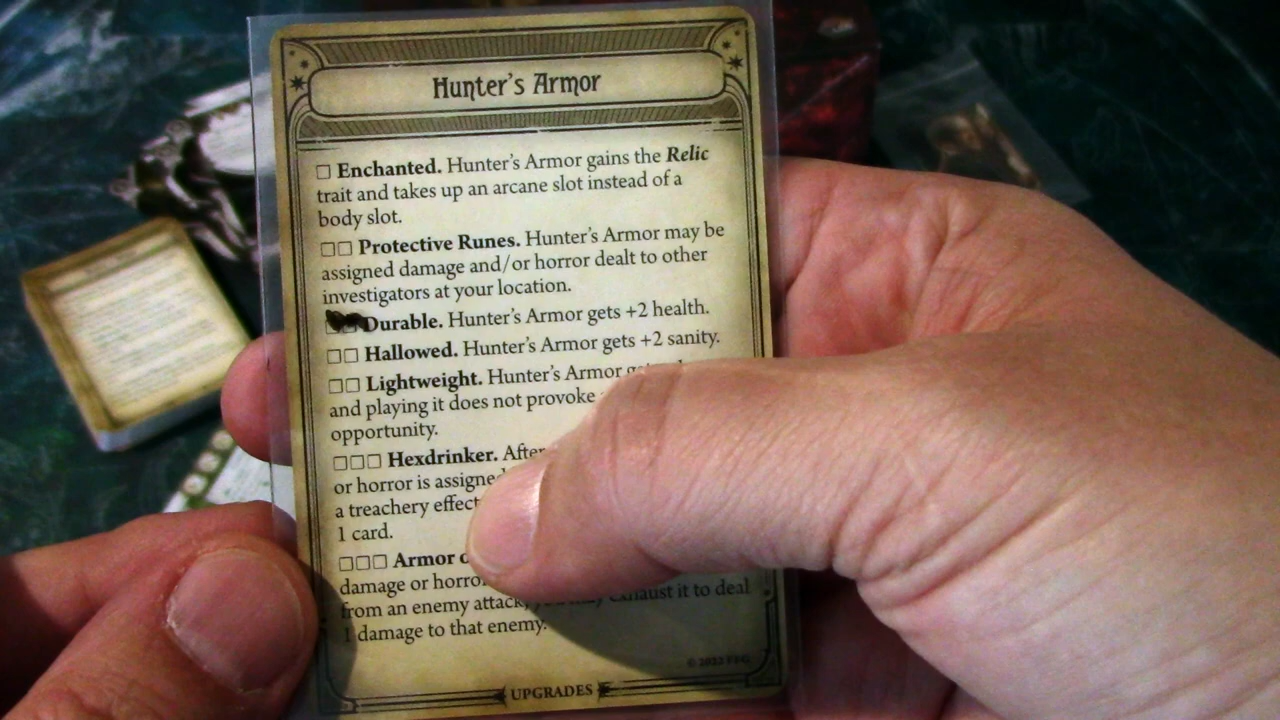 Hunter's Armor
□ Enchanted. Hunter's Armor gains the Relic
trait and takes up an arcane slot instead of a
body slot.
□□ Protective Runes. Hunter's Armor may be
assigned damage and/or horror dealt to other
investigators at your location.
Durable. Hunter's Armor gets +2 health.
□□ Hallowed. Hunter's Armor gets +2 sanity.
□□ Lightweight. Hunter's Armor
and playing it does not provoke
opportunity.
□□□ Hexdrinker. After
or horror is assigned
a treachery effect
1 card.
□□□ Armor
damage or horror
from an enemy attack, you may exhaust it to deal
1 damage to that enemy.
© 2022 FFG
UPGRADES